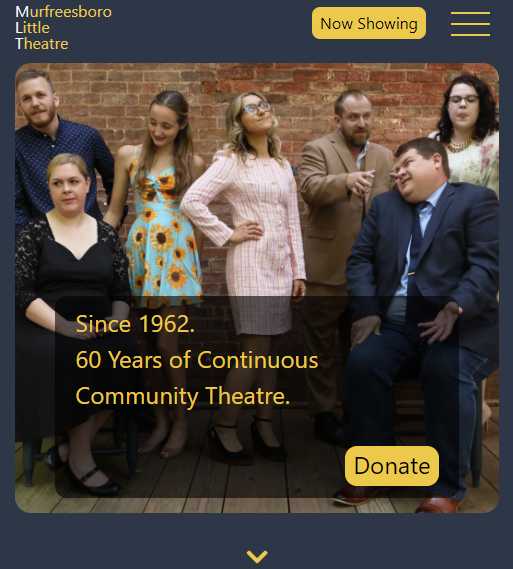 Murfreesboro
Little
Theatre
Now Showing
Since 1962.
60 Years of Continuous
Community Theatre.
Donate